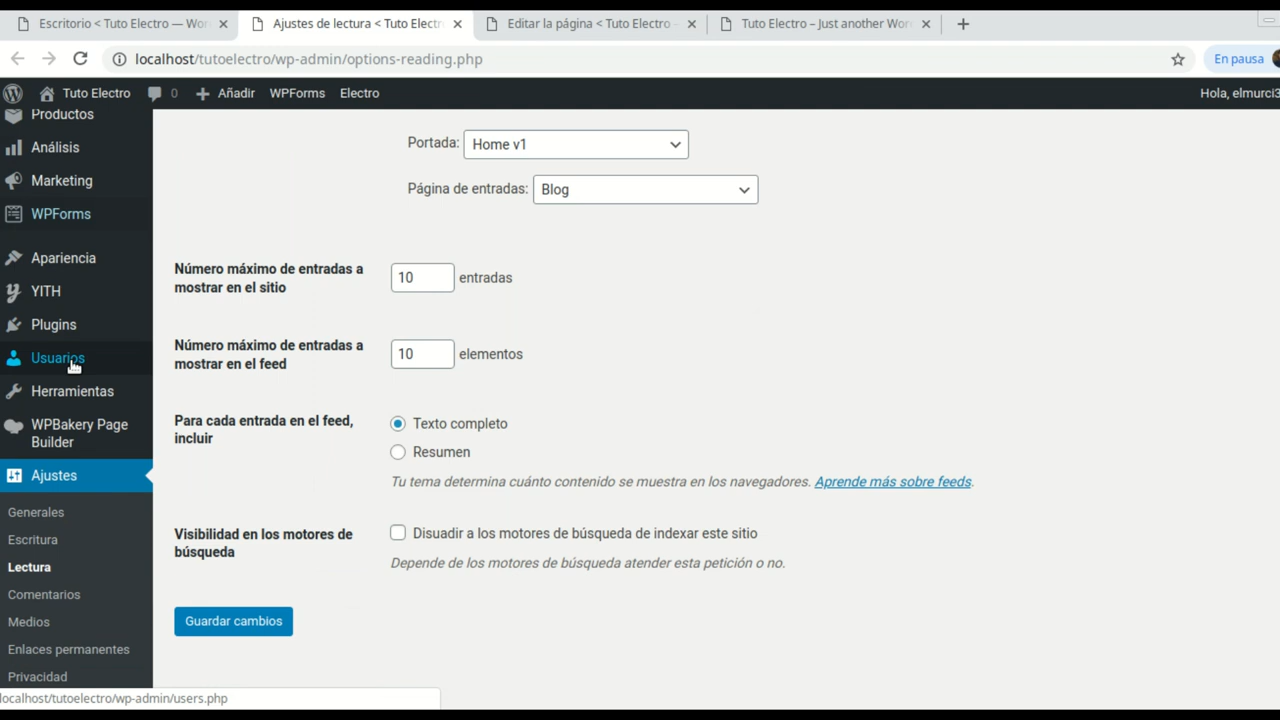 Escritorio < Tuto Electro — Wor
Ajustes de lectura < Tuto Electr
Editar la página < Tuto Electro –
Tuto Electro – Just another Wor
localhost/tutoelectro/wp-admin/options-reading.php
En pausa
Tuto Electro
0
Añadir
WPForms
Electro
Hola, elmurci3
Productos
Análisis
Marketing
WPForms
Apariencia
YITH
Plugins
Usuarios
Herramientas
WPBakery Page
Builder
Ajustes
Generales
Escritura
Lectura
Comentarios
Medios
Enlaces permanentes
Privacidad
Portada: Home v1
Página de entradas: Blog
Número máximo de entradas a
mostrar en el sitio
10 entradas
Número máximo de entradas a
mostrar en el feed
10 elementos
Para cada entrada en el feed,
incluir
Texto completo
Resumen
Tu tema determina cuánto contenido se muestra en los navegadores. Aprende más sobre feeds.
Visibilidad en los motores de
búsqueda
Disuadir a los motores de búsqueda de indexar este sitio
Depende de los motores de búsqueda atender esta petición o no.
Guardar cambios
localhost/tutoelectro/wp-admin/users.php